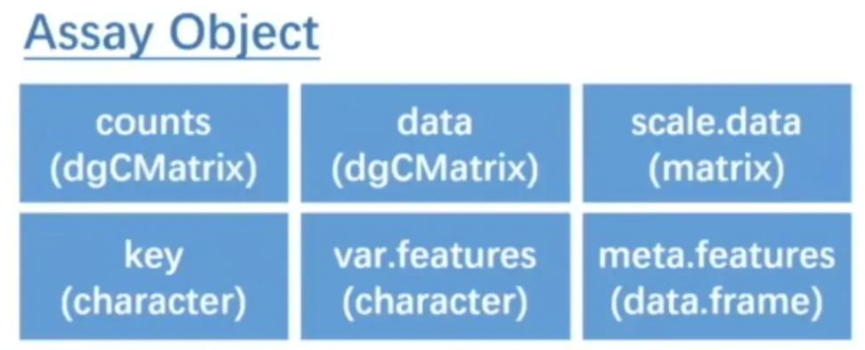 Assay Object
counts
(dgCMatrix)
data
(dgCMatrix)
scale.data
(matrix)
key
(character)
var.features
(character)
meta.features
(data.frame)